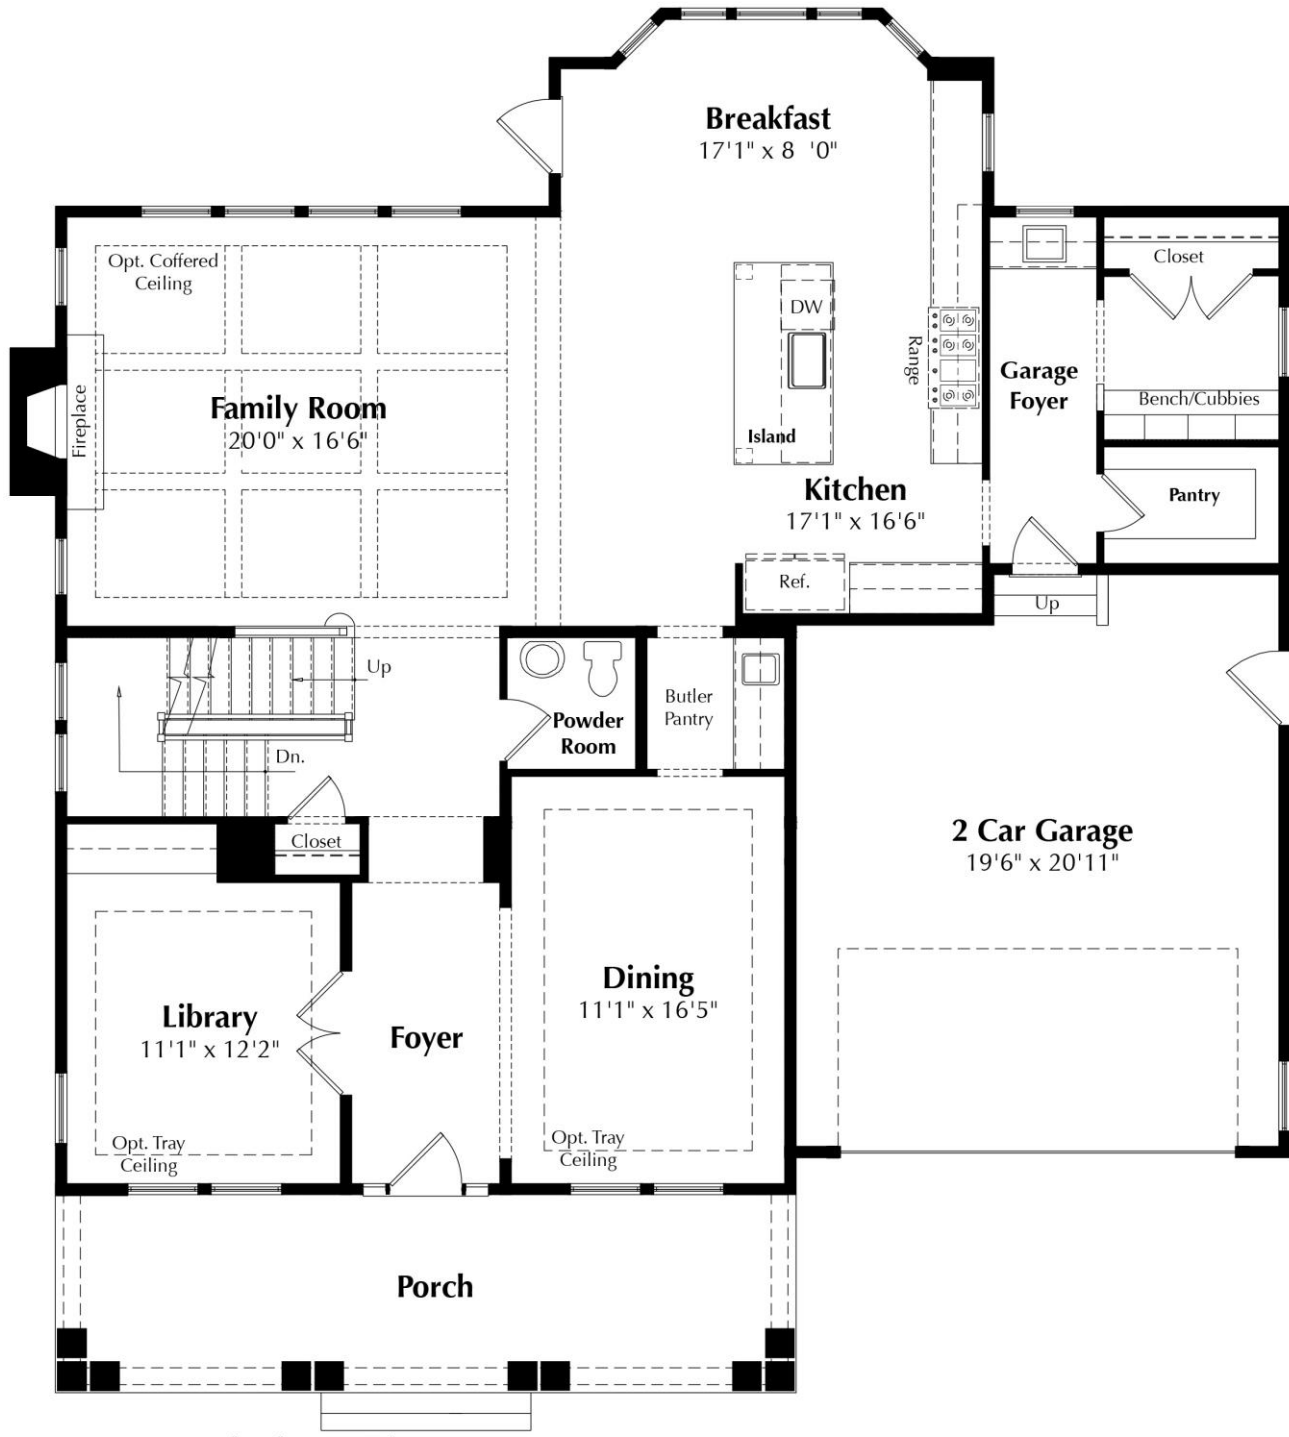 Breakfast
17'1" x 8 '0"
Opt. Coffered
Ceiling
Closet
DW
Range
Garage
Foyer
Bench/Cubbies
Fireplace
Family Room
20'0" x 16'6"
Island
Kitchen
17'1" x 16'6"
Pantry
Ref.
Up
Up
Butler
Pantry
Powder
Room
Dn.
Closet
2 Car Garage
19'6" x 20'11"
Dining
11'1" x 16'5"
Library
11'1" x 12'2"
Foyer
Opt. Tray
Ceiling
Opt. Tray
Ceiling
Porch